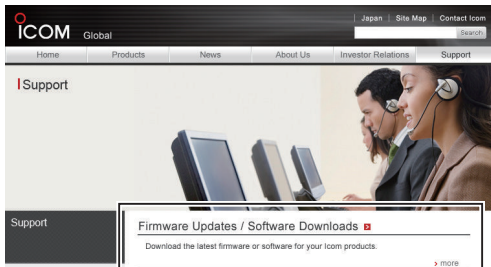 Japan | Site Map | Contact Icom
ICOM Global
Search
Home Products News About Us Investor Relations Support
Support
Support
Firmware Updates / Software Downloads
Download the latest firmware or software for your Icom products.
> more